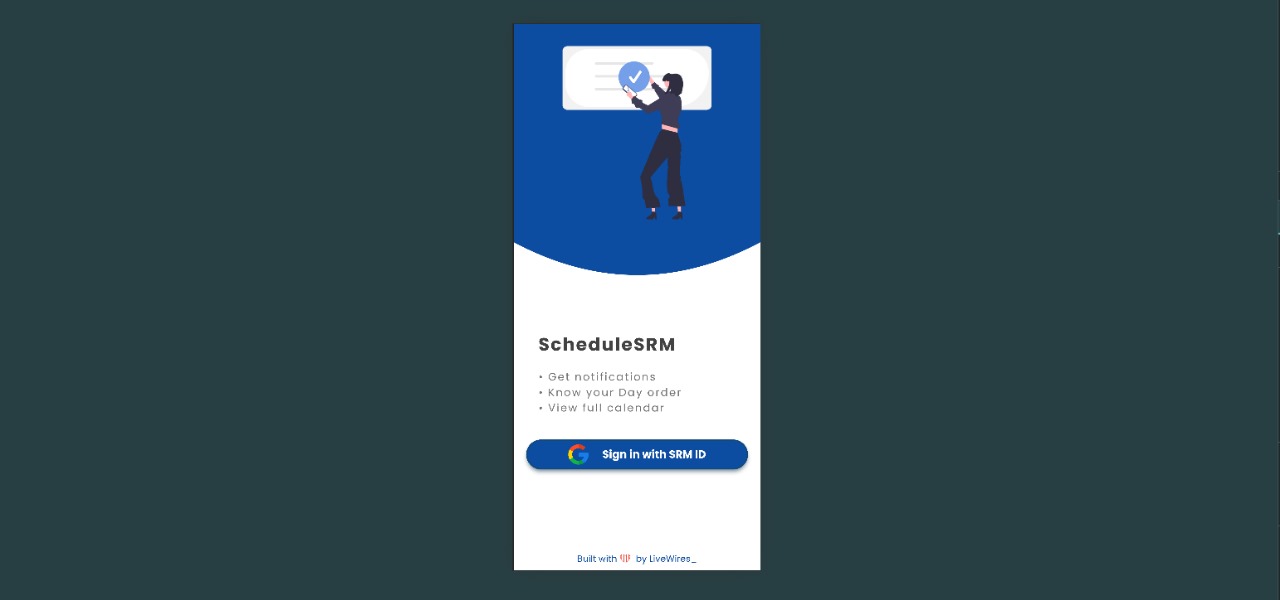 ScheduleSRM
• Get notifications
• Know your Day order
• View full calendar
Sign in with SRM ID
Built with by LiveWires_